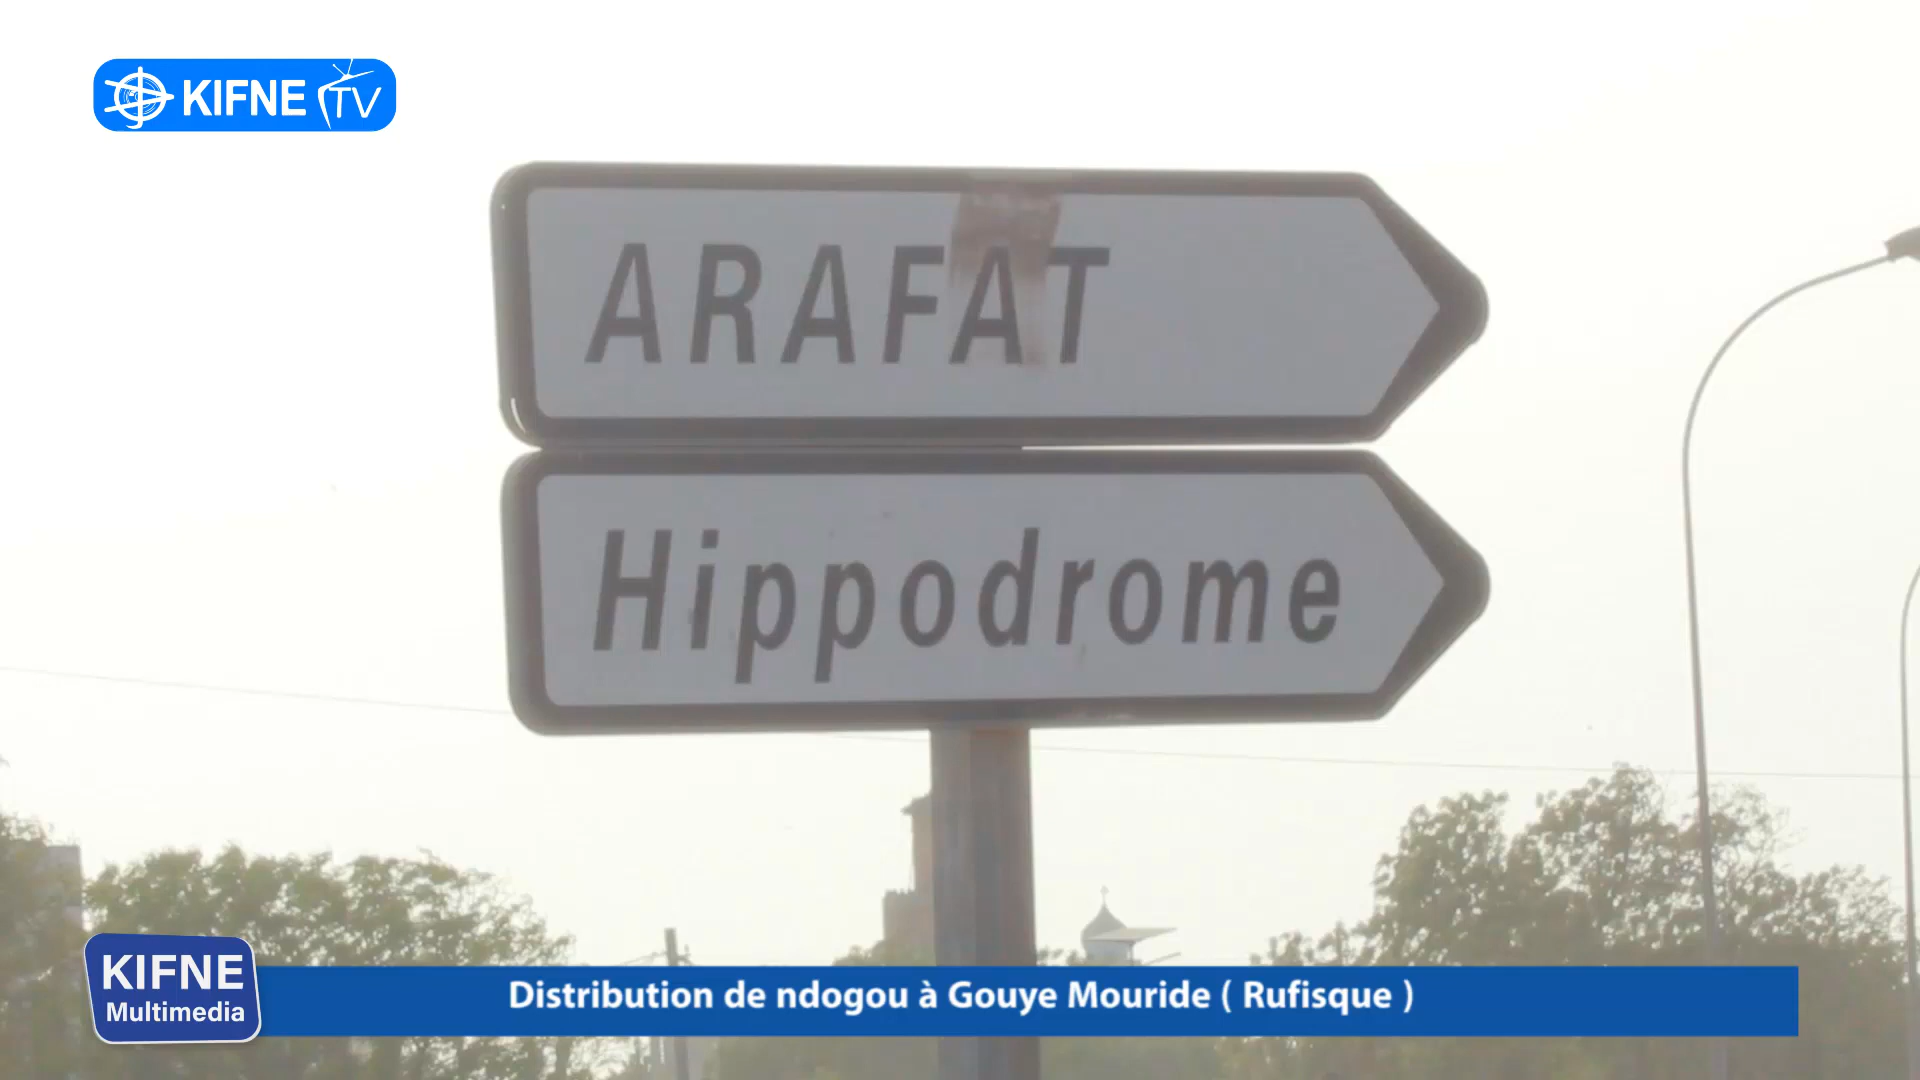 KIFNE TV
ARAFAT
Hippodrome
KIFNE
Multimedia
Distribution de ndogou à Gouye Mouride ( Rufisque )